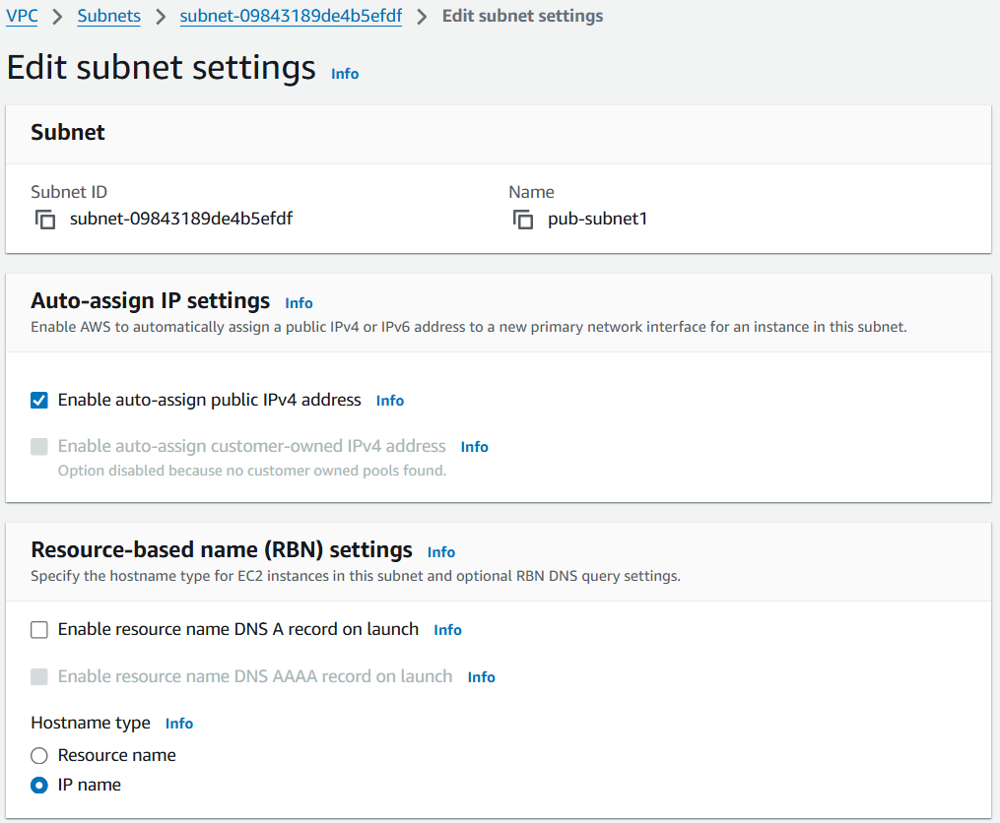 VPC > Subnets > subnet-09843189de4b5efdf > Edit subnet settings
Edit subnet settings Info
Subnet
Subnet ID
subnet-09843189de4b5efdf
Name
pub-subnet1
Auto-assign IP settings Info
Enable AWS to automatically assign a public IPv4 or IPv6 address to a new primary network interface for an instance in this subnet.
Enable auto-assign public IPv4 address Info
Enable auto-assign customer-owned IPv4 address Info
Option disabled because no customer owned pools found.
Resource-based name (RBN) settings Info
Specify the hostname type for EC2 instances in this subnet and optional RBN DNS query settings.
Enable resource name DNS A record on launch Info
Enable resource name DNS AAAA record on launch Info
Hostname type Info
Resource name
IP name